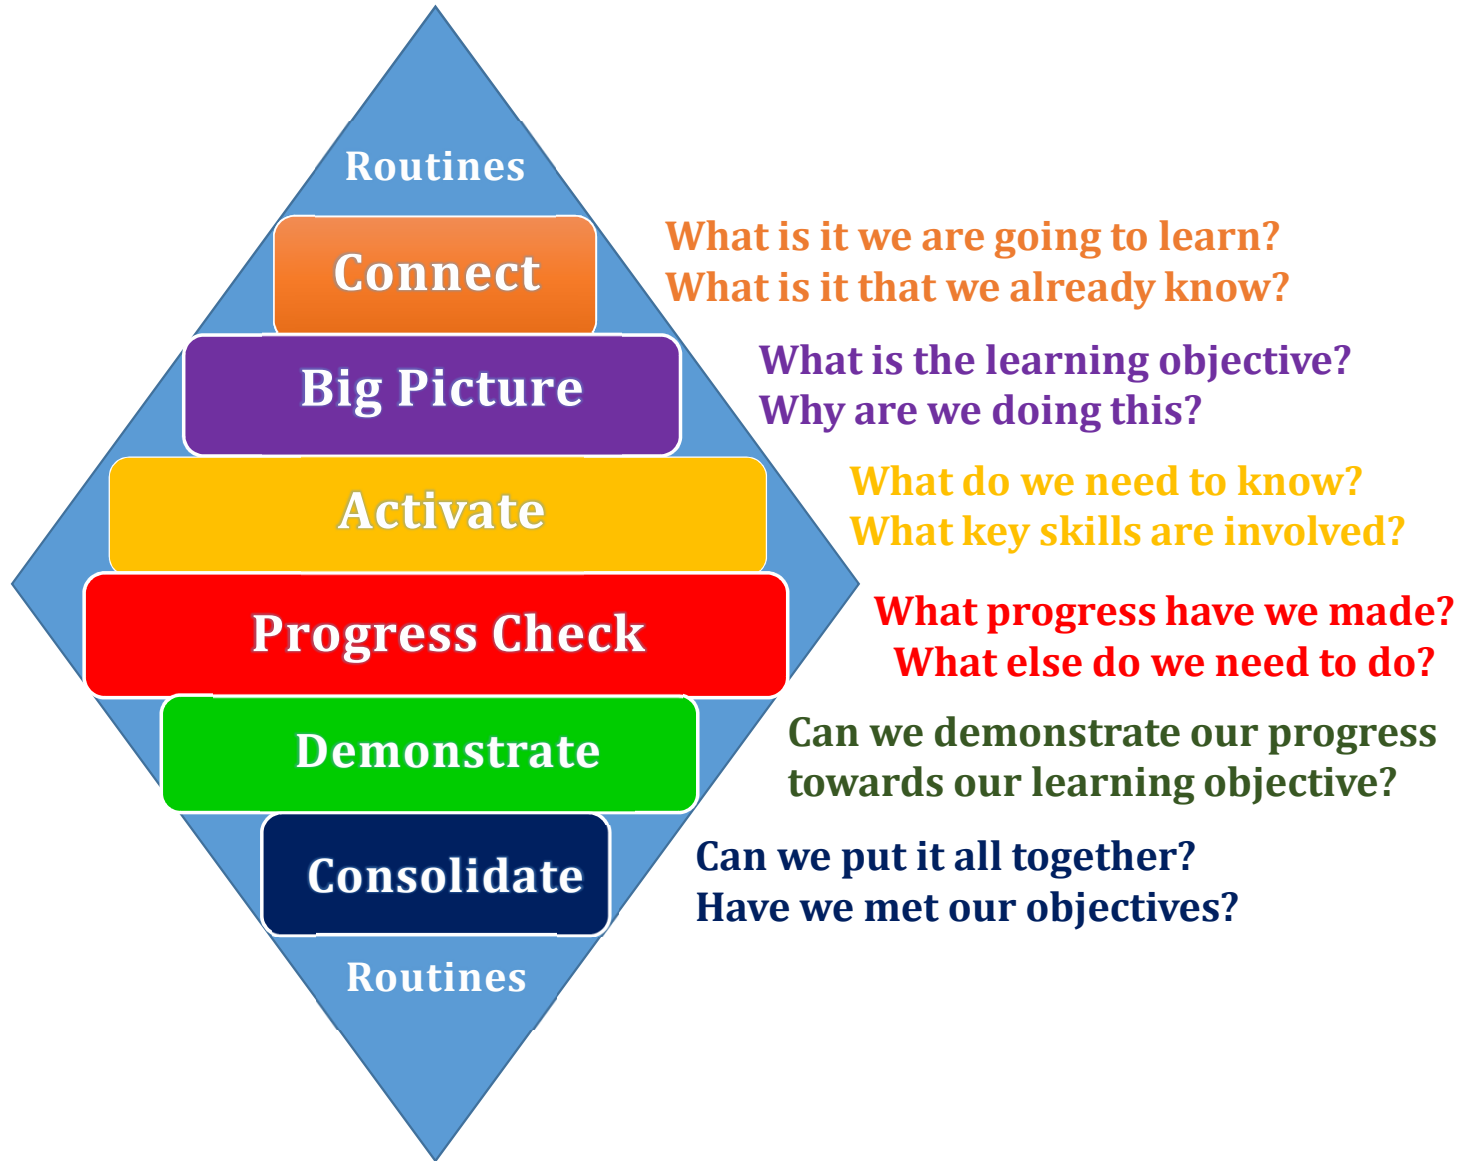 Routines
Connect
What is it we are going to learn?
What is it that we already know?
Big Picture
What is the learning objective?
Why are we doing this?
Activate
What do we need to know?
What key skills are involved?
Progress Check
What progress have we made?
What else do we need to do?
Demonstrate
Can we demonstrate our progress
towards our learning objective?
Consolidate
Can we put it all together?
Have we met our objectives?
Routines